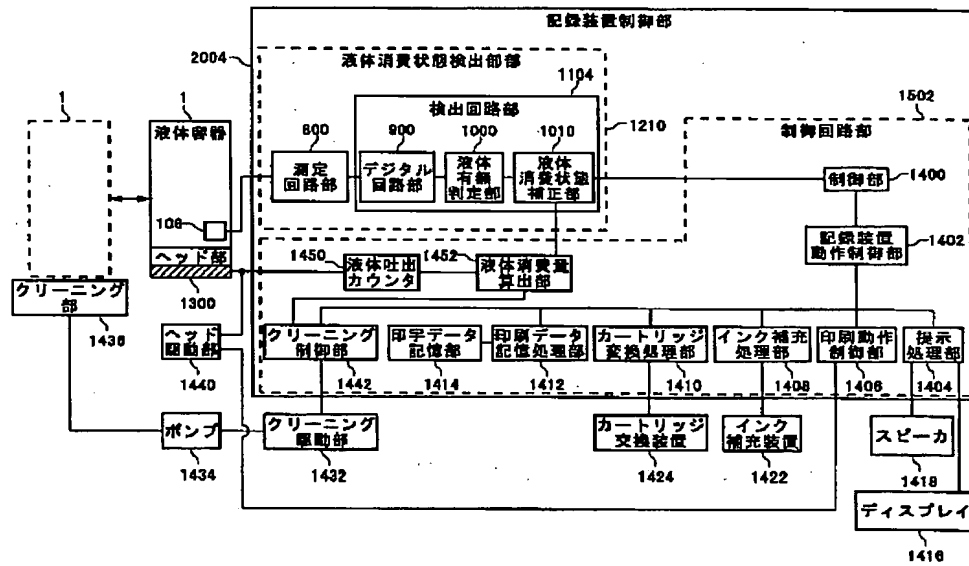 記録装置制御部
2004
液体消費状態検出部部
1104
検出回路部
1210
1502
制御回路部
1
1
液体容器
800
900
1000
1010
測定
回路部
デジタル
回路部
液体
有無
判定部
液体
消費状態
補正部
制御部
1400
108
ヘッド部
1300
1450
液体吐出
カウンタ
1452
液体消費量
算出部
記録装置
動作制御部
1402
クリーニング
部
1436
ヘッド
駆動部
1440
クリーニング
制御部
1442
印字データ
記憶部
1414
印刷データ
記憶処理部
1412
カートリッジ
変換処理部
1410
インク補充
処理部
1408
印刷動作
制御部
1406
提示
処理部
1404
ポンプ
1434
クリーニング
駆動部
1432
カートリッジ
交換装置
1424
インク
補充装置
1422
スピーカ
1418
ディスプレイ
1416